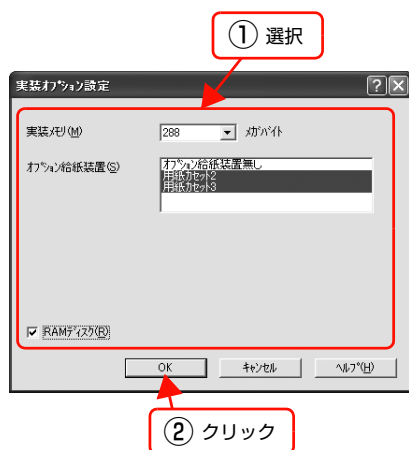 ① 選択
実装ｵﾌﾟｼｮﾝ設定
実装ﾒﾓﾘ(M) 288 ﾒｶﾞﾊﾞｲﾄ
ｵﾌﾟｼｮﾝ給紙装置(S) ｵﾌﾟｼｮﾝ給紙装置無し
用紙ｶｾｯﾄ2
用紙ｶｾｯﾄ3
RAMﾃﾞｨｽｸ(R)
OK ｷｬﾝｾﾙ ﾍﾙﾌﾟ(H)
② クリック